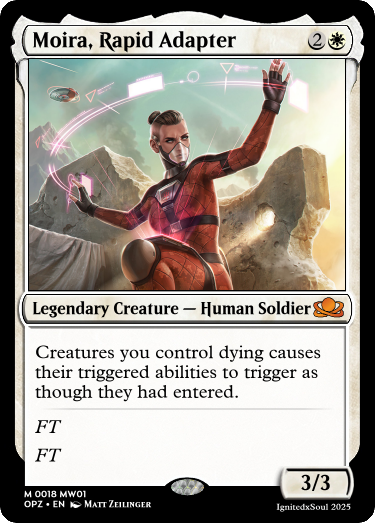 Moira, Rapid Adapter 2
Legendary Creature — Human Soldier
Creatures you control dying causes
their triggered abilities to trigger as
though they had entered.
FT
FT
3/3
M 0018 MW01
OPZ • EN Matt Zeilinger
IgnitedxSoul 2025